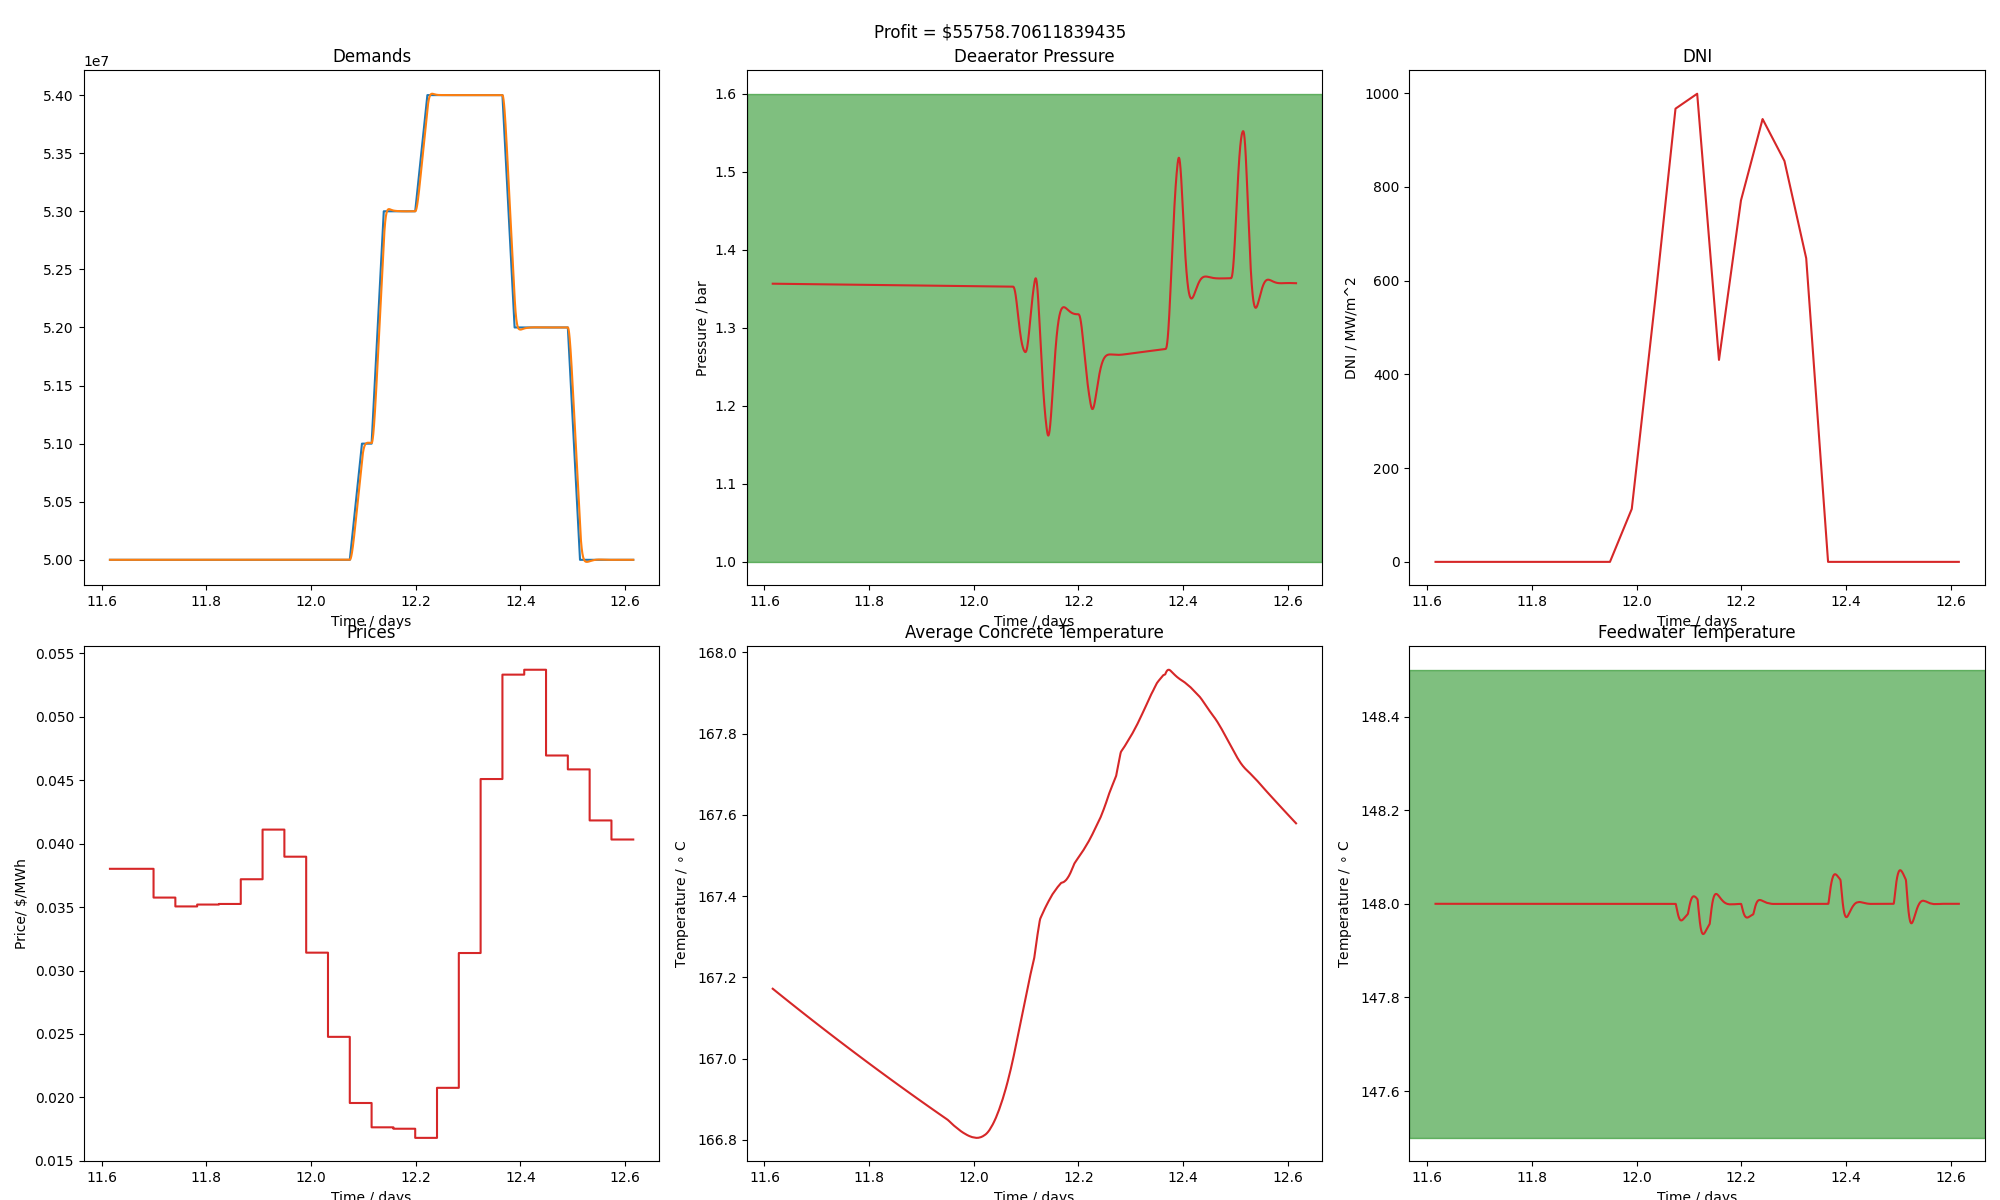 Profit = $55758.70611839435
Demands
1e7
5.40
5.35
5.30
5.25
5.20
5.15
5.10
5.05
5.00
11.6 11.8 12.0 12.2 12.4 12.6
Time / days
Deaerator Pressure
Pressure / bar
1.6
1.5
1.4
1.3
1.2
1.1
1.0
11.6 11.8 12.0 12.2 12.4 12.6
Time / days
DNI
DNI / MW/m^2
1000
800
600
400
200
0
11.6 11.8 12.0 12.2 12.4 12.6
Time / days
Prices
Price/ $/MWh
0.055
0.050
0.045
0.040
0.035
0.030
0.025
0.020
0.015
11.6 11.8 12.0 12.2 12.4 12.6
Time / days
Average Concrete Temperature
Temperature / ∘ C
168.0
167.8
167.6
167.4
167.2
167.0
166.8
11.6 11.8 12.0 12.2 12.4 12.6
Time / days
Feedwater Temperature
Temperature / ∘ C
148.4
148.2
148.0
147.8
147.6
11.6 11.8 12.0 12.2 12.4 12.6
Time / days